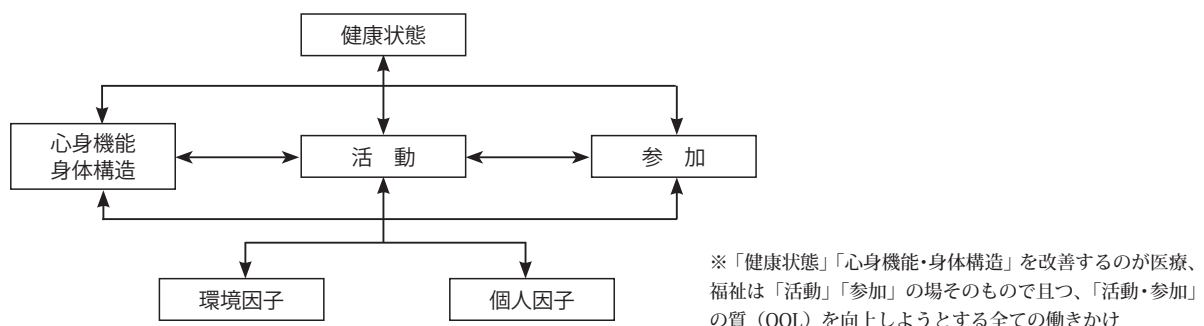 健康状態
心身機能
身体構造
活　動
参　加
環境因子
個人因子
※「健康状態」「心身機能・身体構造」を改善するのが医療、
福祉は「活動」「参加」の場そのもので且つ、「活動・参加」
の質（QOL）を向上しようとする全ての働きかけ